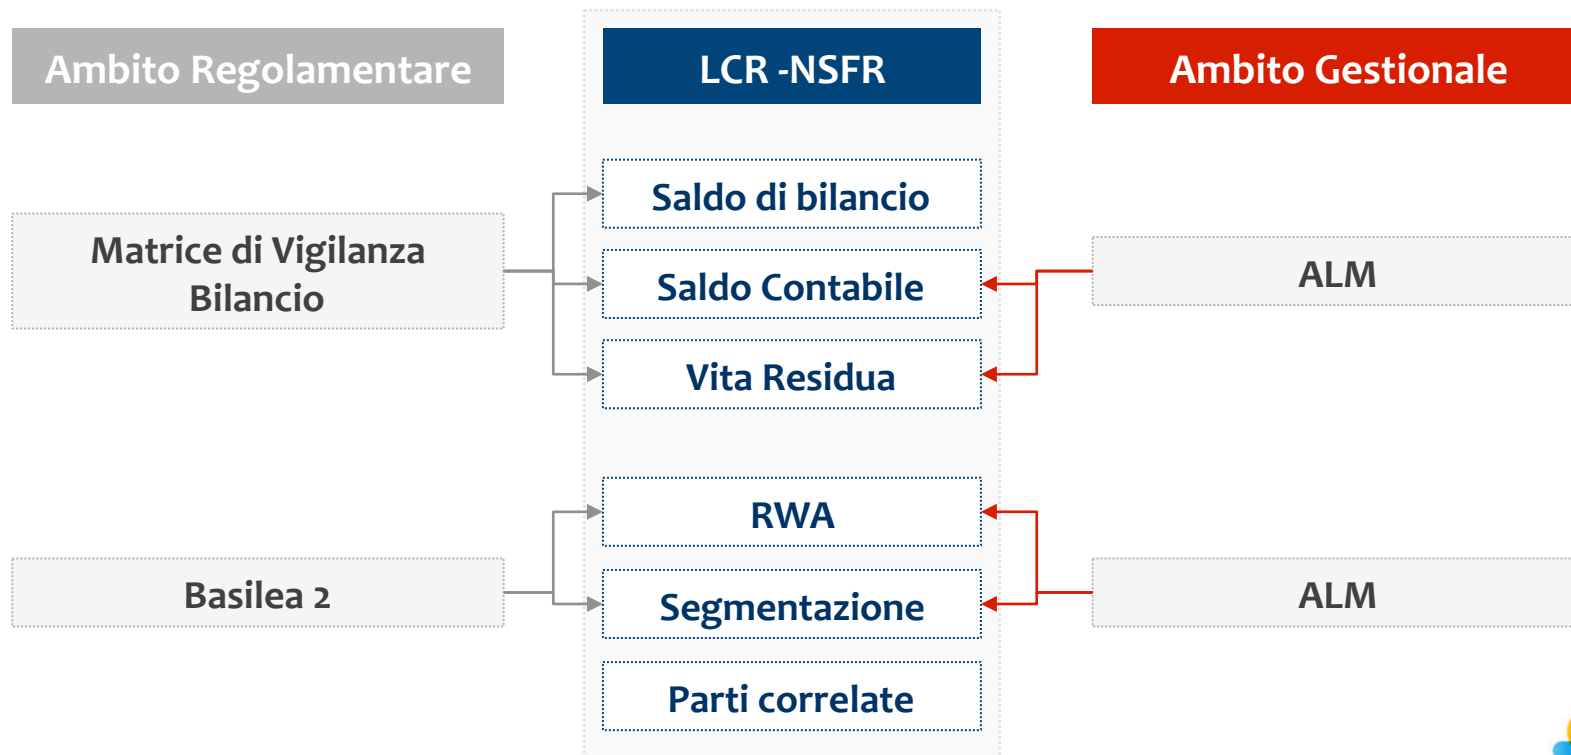 Ambito Regolamentare
LCR -NSFR
Ambito Gestionale
Saldo di bilancio
Matrice di Vigilanza
Bilancio
Saldo Contabile
ALM
Vita Residua
RWA
Basilea 2
Segmentazione
ALM
Parti correlate